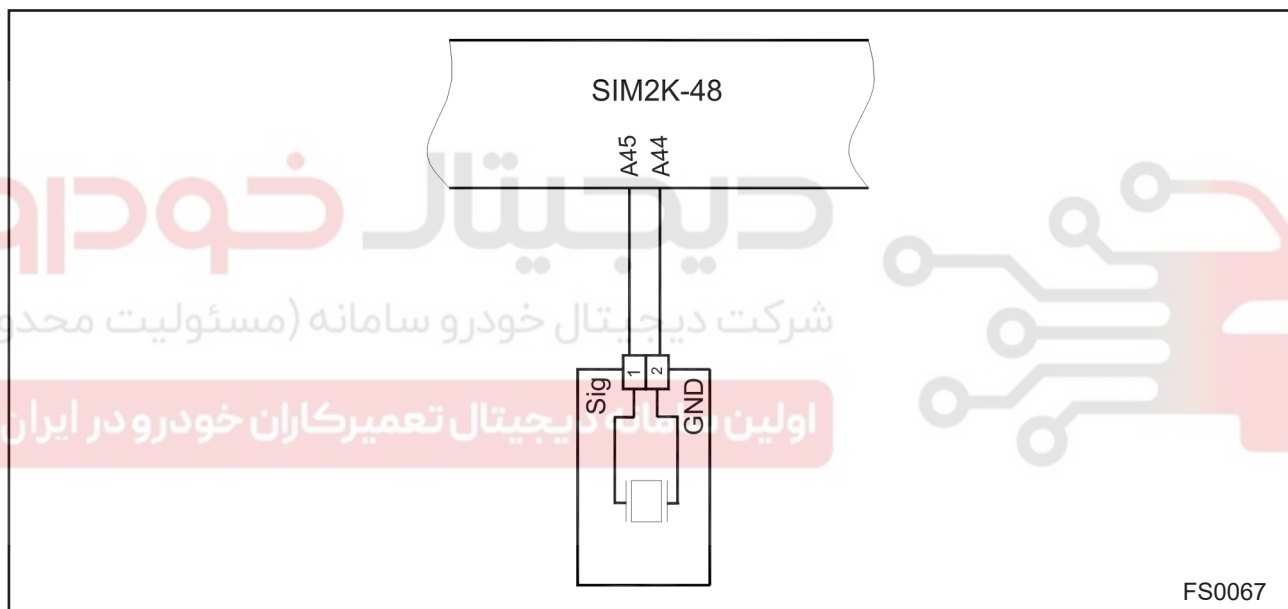 SIM2K-48
A45
A44
دیجیتال خودرو
شرکت دیجیتال خودرو سامانه (مسئولیت محدو
Sig
1
2
GND
اولین سامانه دیجیتال تعمیرکاران خودرو در ایران
FS0067